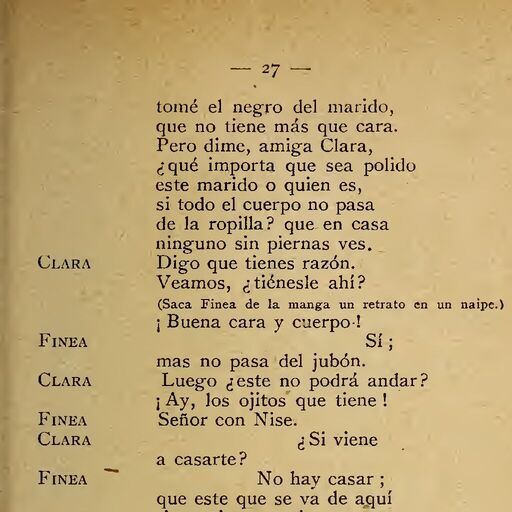 — 27 —
tomé el negro del marido,
que no tiene más que cara.
Pero dime, amiga Clara,
¿qué importa que sea polido
este marido o quien es,
si todo el cuerpo no pasa
de la ropilla? que en casa
ninguno sin piernas ves.
CLARA Digo que tienes razón.
Veamos, ¿tiénesle ahí?
(Saca Finea de la manga un retrato en un naipe.)
¡Buena cara y cuerpo!
FINEA Sí;
mas no pasa del jubón.
CLARA Luego ¿este no podrá andar?
¡Ay, los ojitos que tiene!
FINEA Señor con Nise.
CLARA ¿Si viene
a casarte?
FINEA No hay casar;
que este que se va de aquí